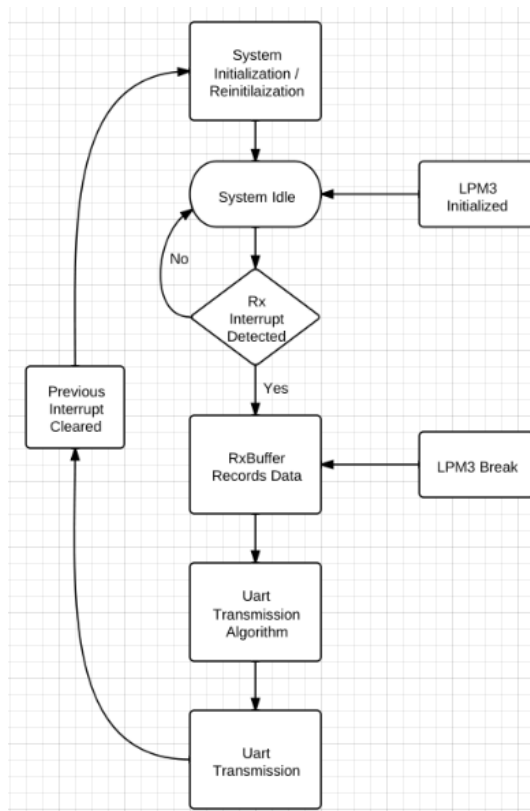 System
Initialization /
Reinitilaization
System Idle
LPM3
Initialized
No
Rx
Interrupt
Detected
Yes
Previous
Interrupt
Cleared
RxBuffer
Records Data
LPM3 Break
Uart
Transmission
Algorithm
Uart
Transmission